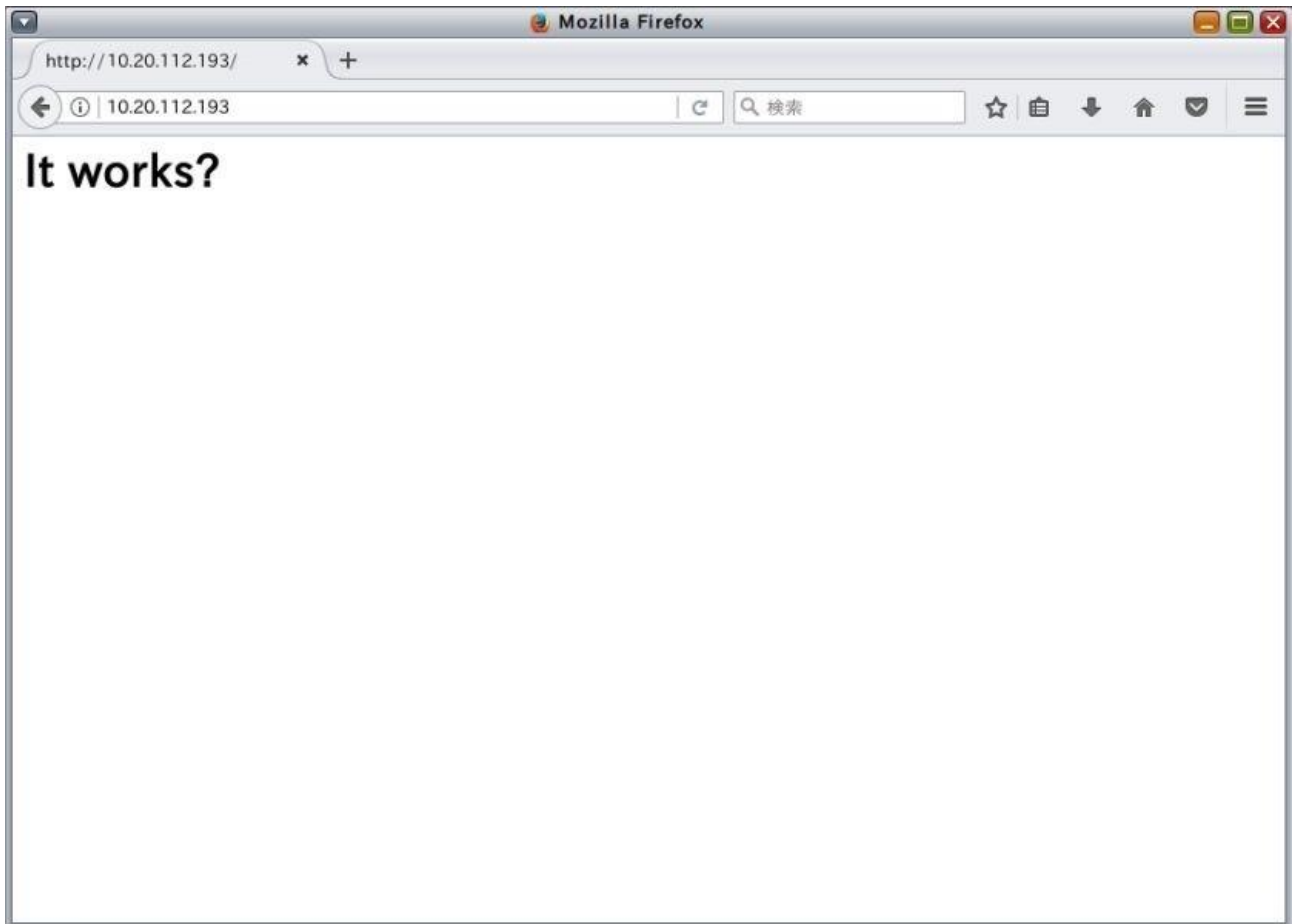 Mozilla Firefox
http://10.20.112.193/
10.20.112.193
検索
It works?